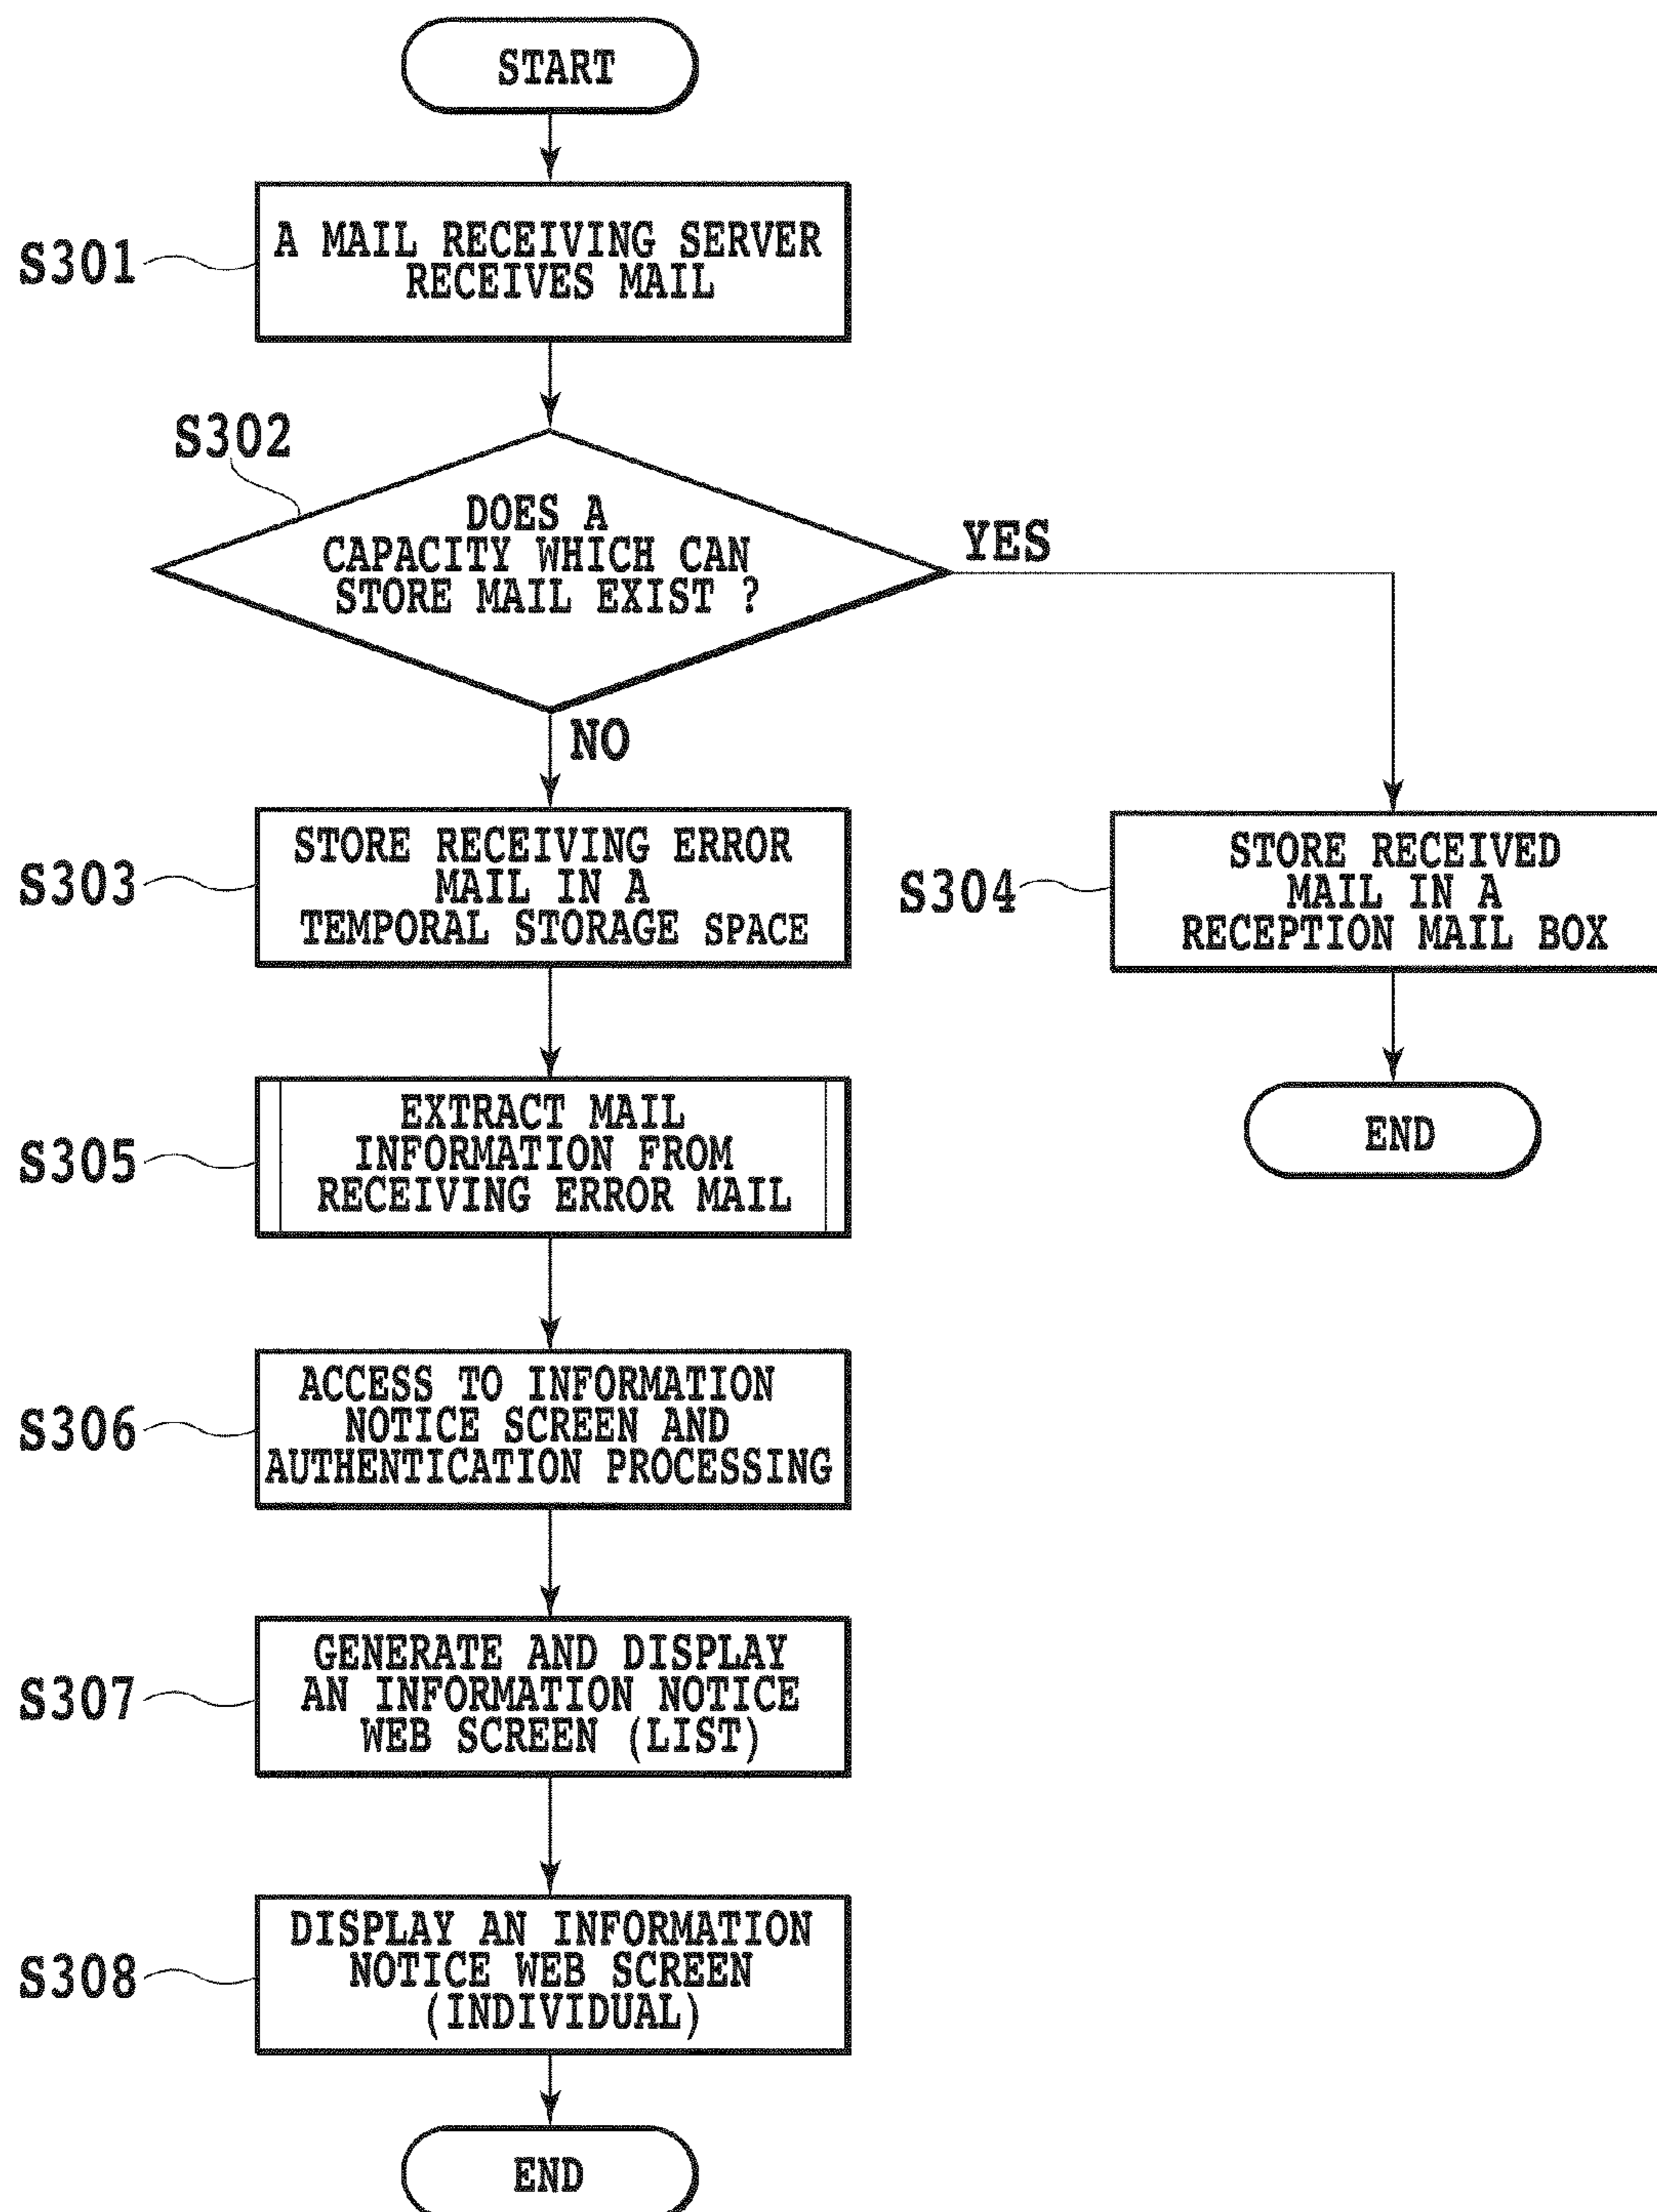 START
S301
A MAIL RECEIVING SERVER
RECEIVES MAIL
S302
DOES A
CAPACITY WHICH CAN
STORE MAIL EXIST ?
YES
NO
S303
STORE RECEIVING ERROR
MAIL IN A
TEMPORAL STORAGE SPACE
S304
STORE RECEIVED
MAIL IN A
RECEPTION MAIL BOX
END
S305
EXTRACT MAIL
INFORMATION FROM
RECEIVING ERROR MAIL
S306
ACCESS TO INFORMATION
NOTICE SCREEN AND
AUTHENTICATION PROCESSING
S307
GENERATE AND DISPLAY
AN INFORMATION NOTICE
WEB SCREEN (LIST)
S308
DISPLAY AN INFORMATION
NOTICE WEB SCREEN
(INDIVIDUAL)
END